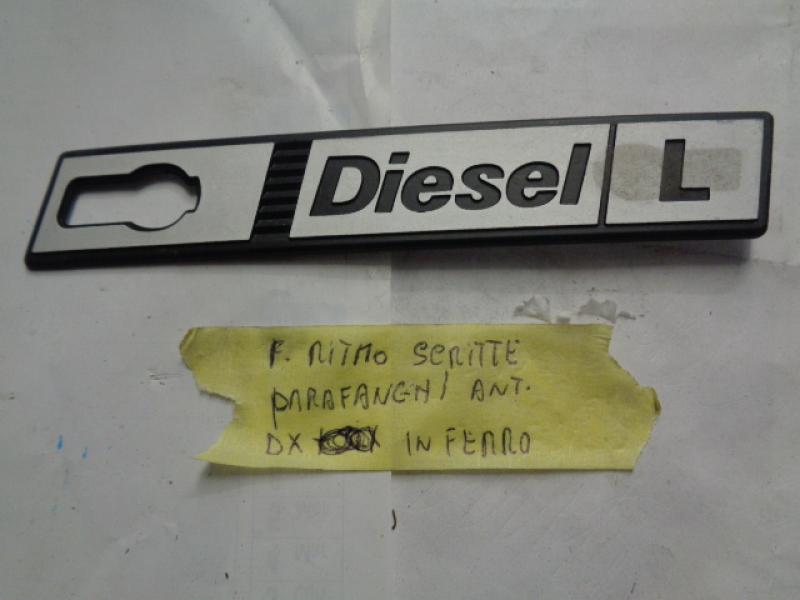 Diesel L
F. RITMO SCRITTE
PARAFANGHI ANT.
DX IN FERRO